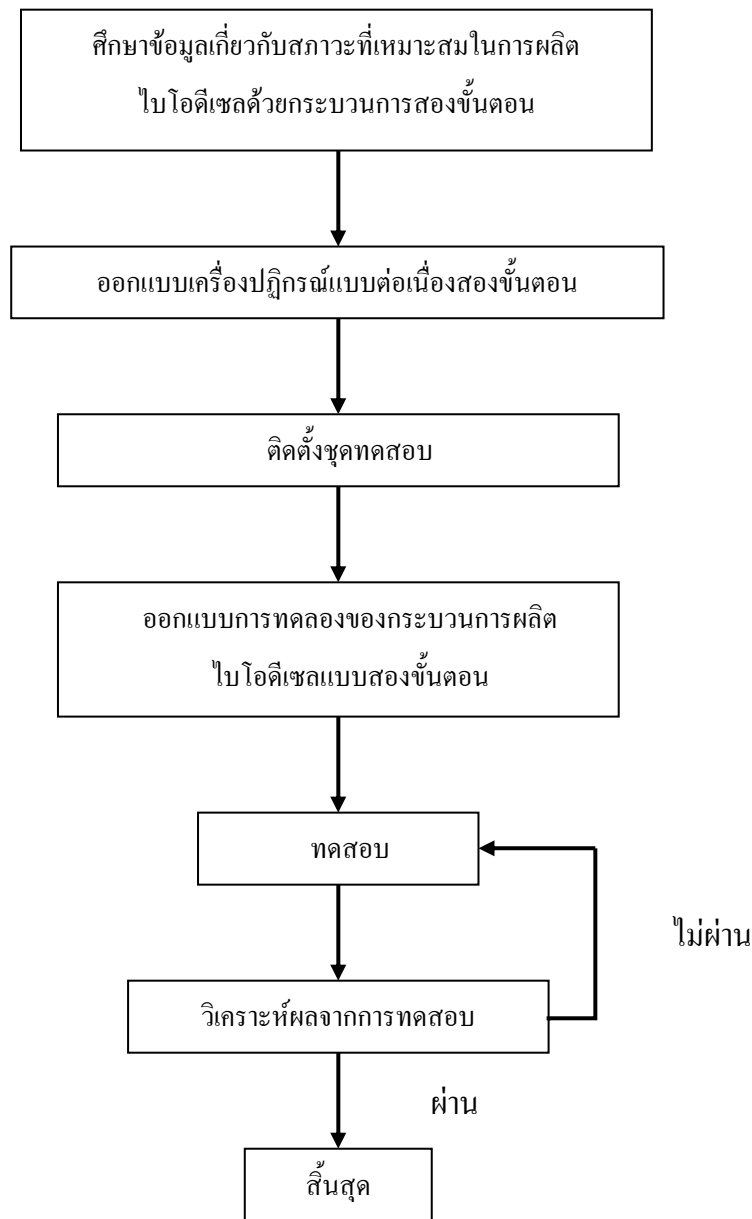 ศึกษาข้อมูลเกี่ยวกับสภาวะที่เหมาะสมในการผลิต
ไบโอดีเซลด้วยกระบวนการสองขั้นตอน
ออกแบบเครื่องปฏิกรณ์แบบต่อเนื่องสองขั้นตอน
ติดตั้งชุดทดสอบ
ออกแบบการทดลองของกระบวนการผลิต
ไบโอดีเซลแบบสองขั้นตอน
ทดสอบ
ไม่ผ่าน
วิเคราะห์ผลจากการทดสอบ
ผ่าน
สิ้นสุด